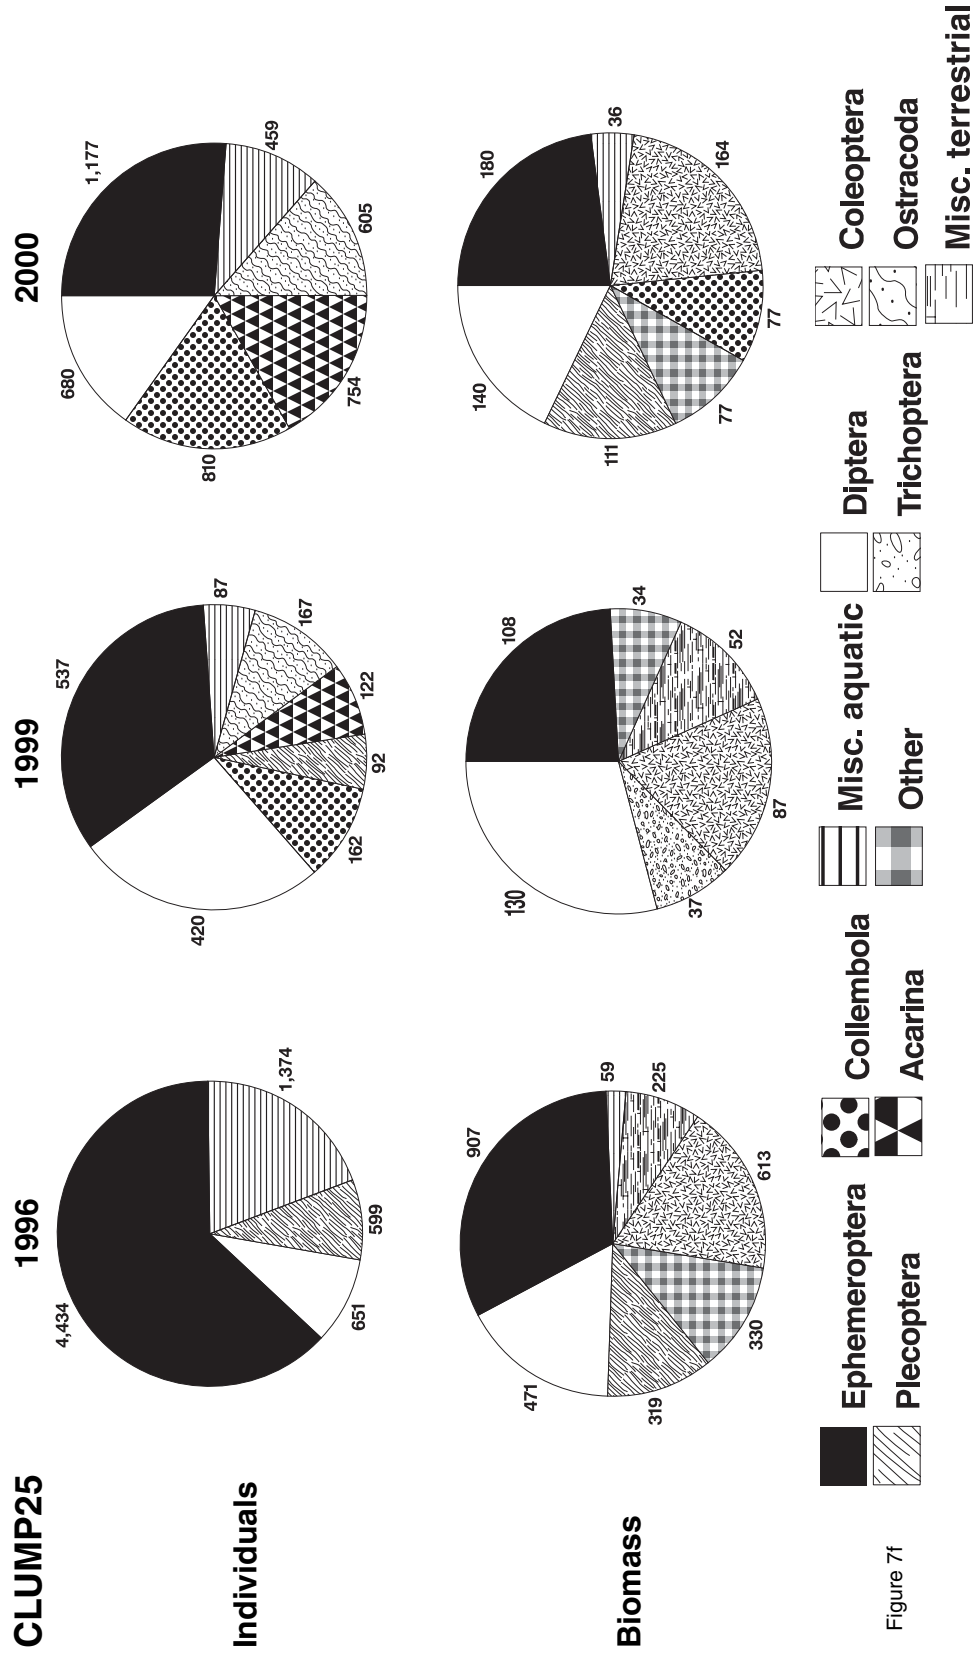 CLUMP25
1996
1999
2000
Individuals
4,434
1,374
599
651
537
87
167
122
92
162
420
1,177
459
605
754
810
680
Biomass
907
59
225
613
330
319
471
108
34
52
87
37
130
180
36
164
77
77
111
140
Figure 7f
Ephemeroptera
Collembola
Misc. aquatic
Diptera
Coleoptera
Plecoptera
Acarina
Other
Trichoptera
Ostracoda
Misc. terrestrial